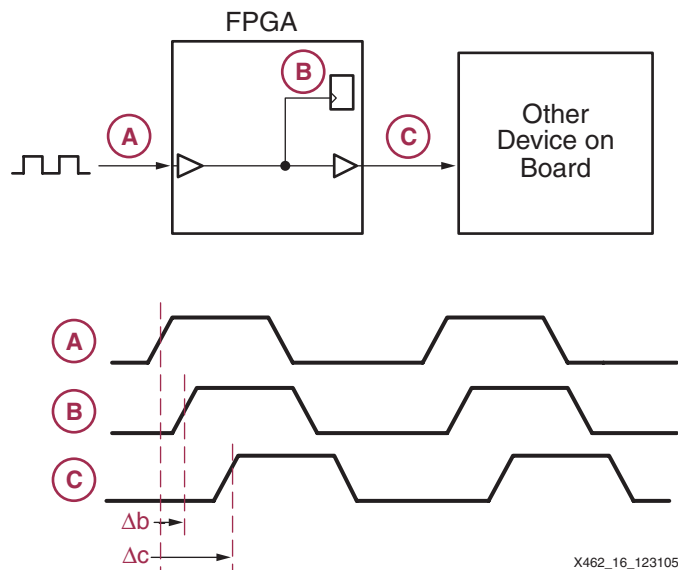 FPGA
B
A
C
Other
Device on
Board
A
B
C
Δb
Δc
X462_16_123105